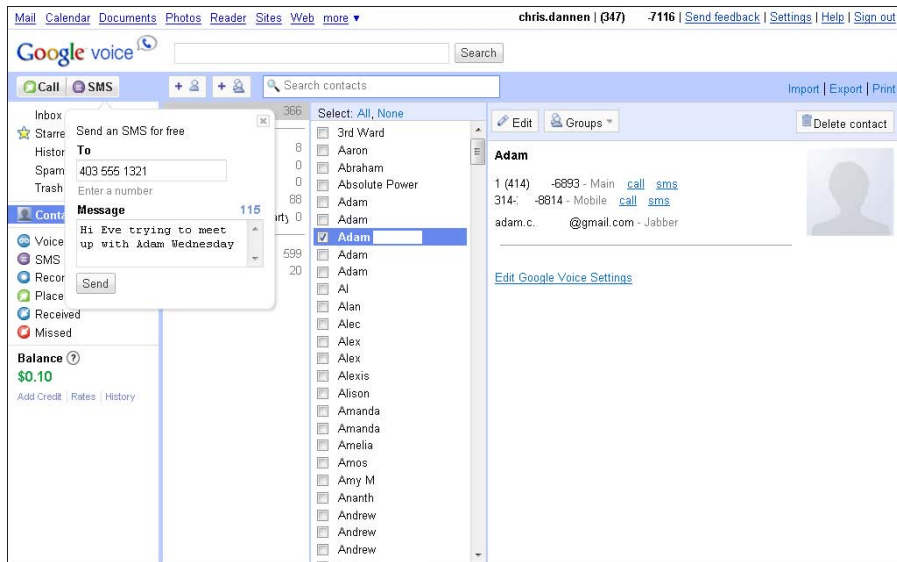 Mail Calendar Documents Photos Reader Sites Web more ▼
chris.dannen | (347) -7116 | Send feedback | Settings | Help | Sign out
Google voice
Search
Call SMS
+ +
Search contacts
Import | Export | Print
Inbox
Starre
Histor
Spam
Trash
Conta
Voice
SMS
Recor
Place
Received
Missed
Balance ?
$0.10
Add Credit | Rates | History
Send an SMS for free
To
403 555 1321
Enter a number
Message 115
Hi Eve trying to meet
up with Adam Wednesday
Send
366
8
0
0
88
arty 0
599
20
Select: All, None
3rd Ward
Aaron
Abraham
Absolute Power
Adam
Adam
Adam
Adam
Adam
Al
Alan
Alec
Alex
Alex
Alexis
Alison
Amanda
Amanda
Amelia
Amos
Amy M
Ananth
Andrew
Andrew
Andrew
Edit Groups
Delete contact
Adam
1 (414) -6893 - Main call sms
314- -8814 - Mobile call sms
adam.c. @gmail.com - Jabber
Edit Google Voice Settings